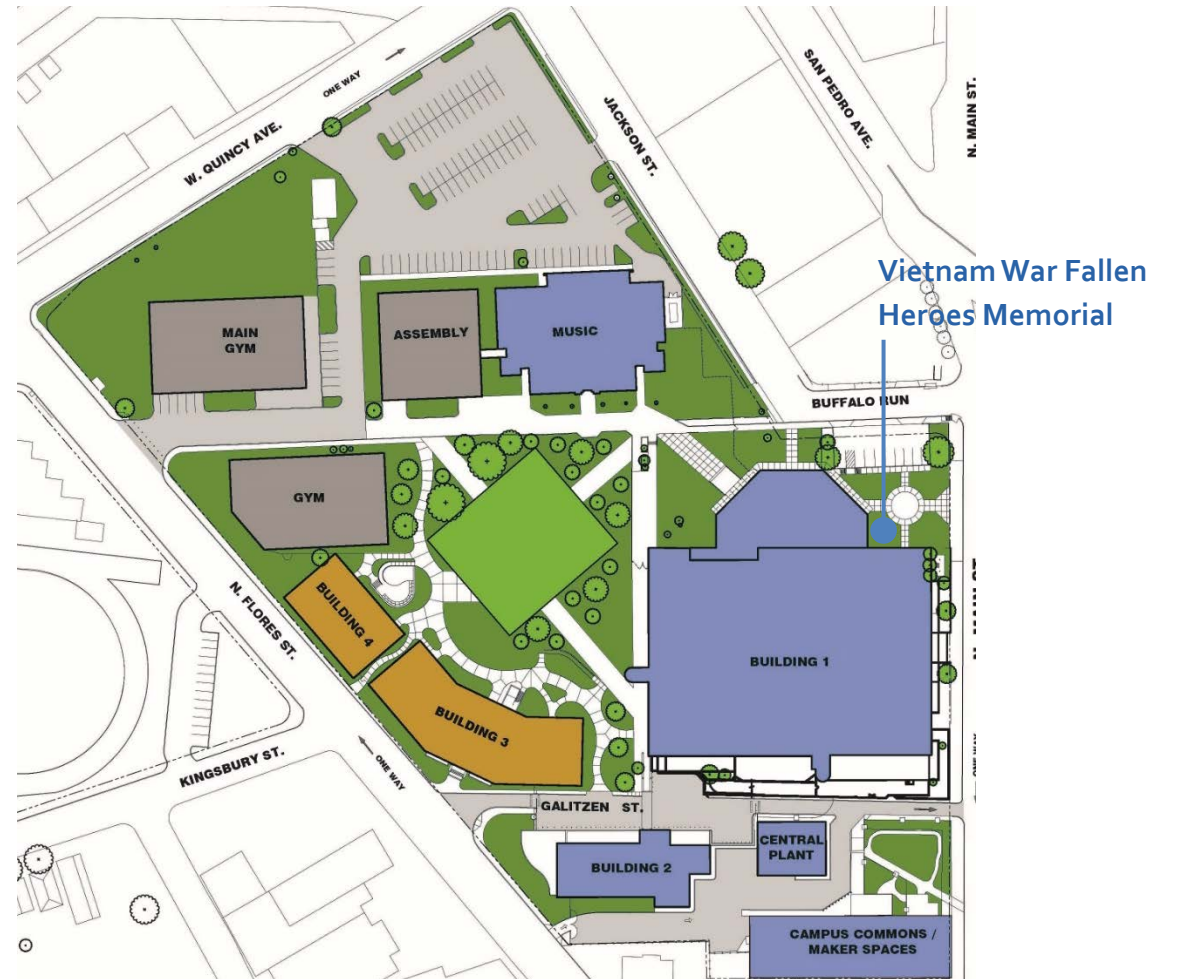 ONE WAY
W. QUINCY AVE.
JACKSON ST.
SAN PEDRO AVE.
N. MAIN ST.
Vietnam War Fallen
Heroes Memorial
MAIN
GYM
ASSEMBLY
MUSIC
BUFFALO RUN
GYM
BUILDING 4
N. FLORES ST.
BUILDING 1
N. MAIN ST.
BUILDING 3
KINGSBURY ST.
ONE WAY
ONE WAY
GALITZEN ST.
BUILDING 2
CENTRAL
PLANT
CAMPUS COMMONS /
MAKER SPACES